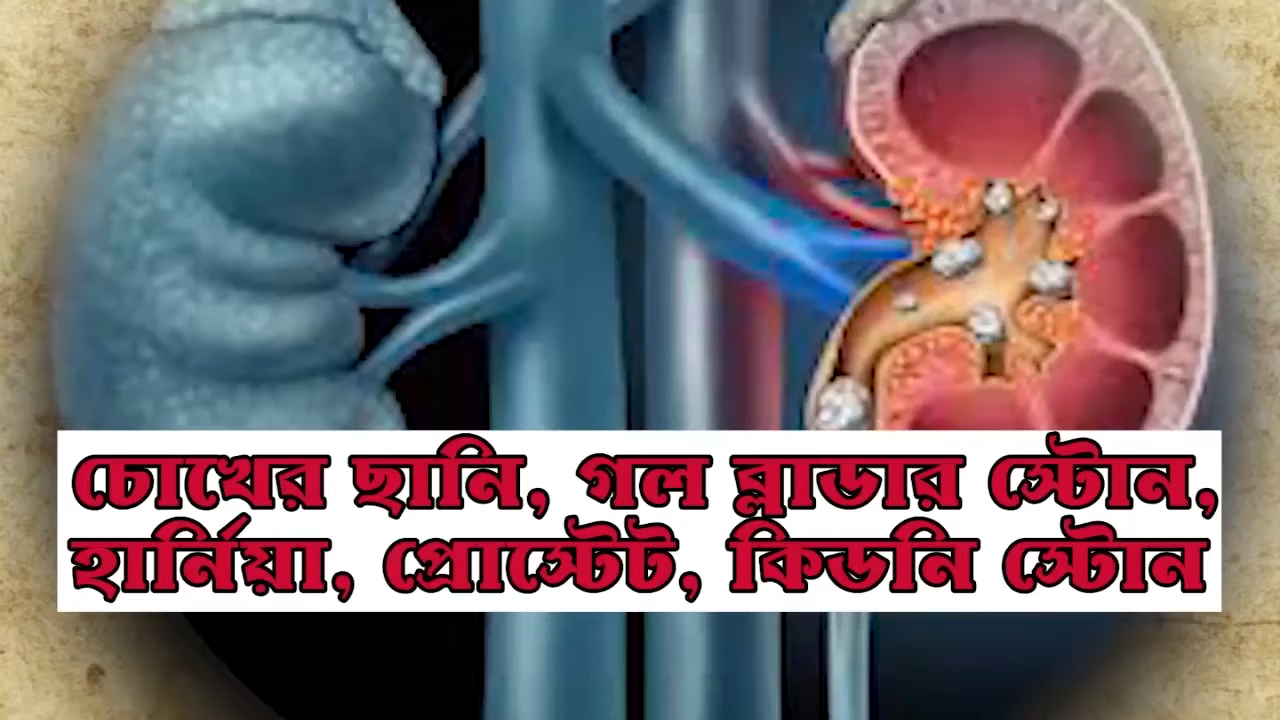 চোখের ছানি, গল ব্লাডার স্টোন,
হার্নিয়া, প্রোস্টেট, কিডনি স্টোন